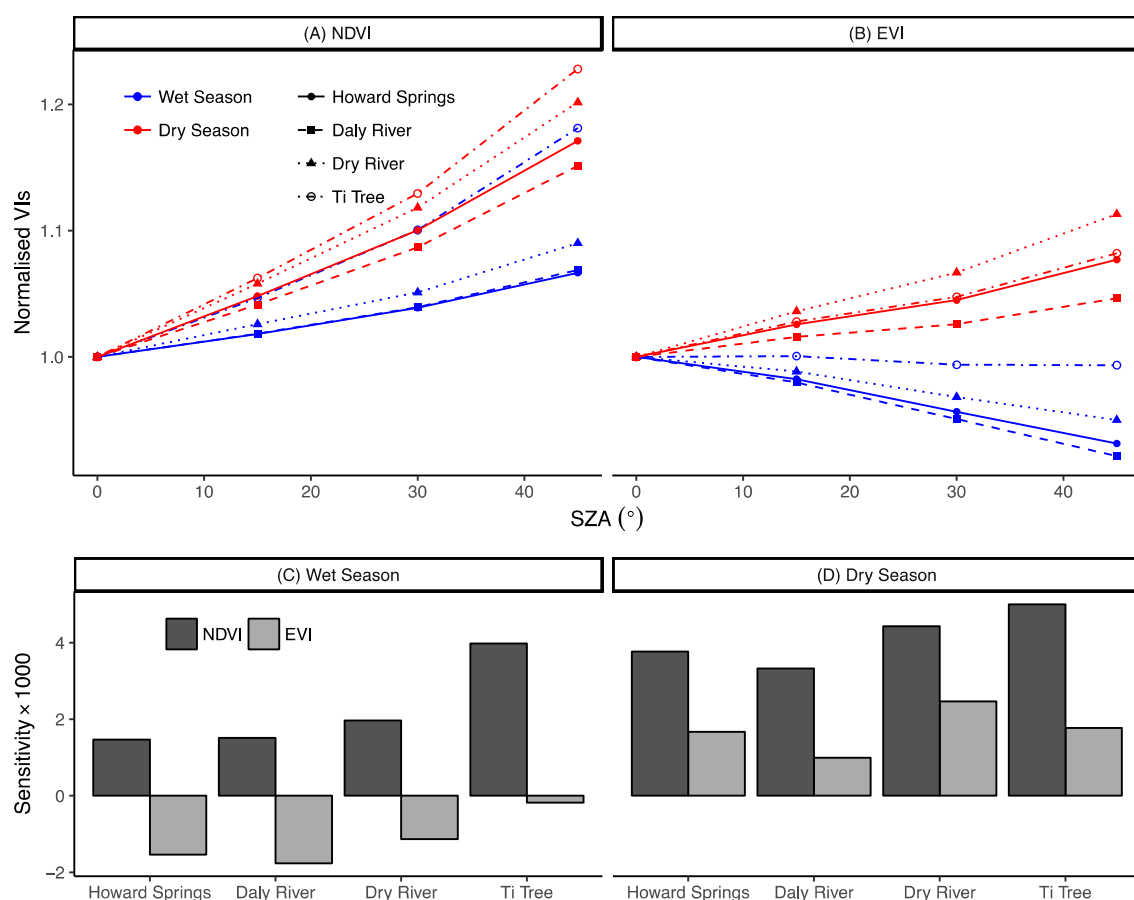 (A) NDVI
(B) EVI
Normalised VIs
1.2
1.1
1.0
Wet Season
Dry Season
Howard Springs
Daly River
Dry River
Ti Tree
0 10 20 30 40
0 10 20 30 40
SZA (°)
(C) Wet Season
(D) Dry Season
Sensitivity × 1000
4
2
0
−2
NDVI EVI
Howard Springs Daly River Dry River Ti Tree
Howard Springs Daly River Dry River Ti Tree